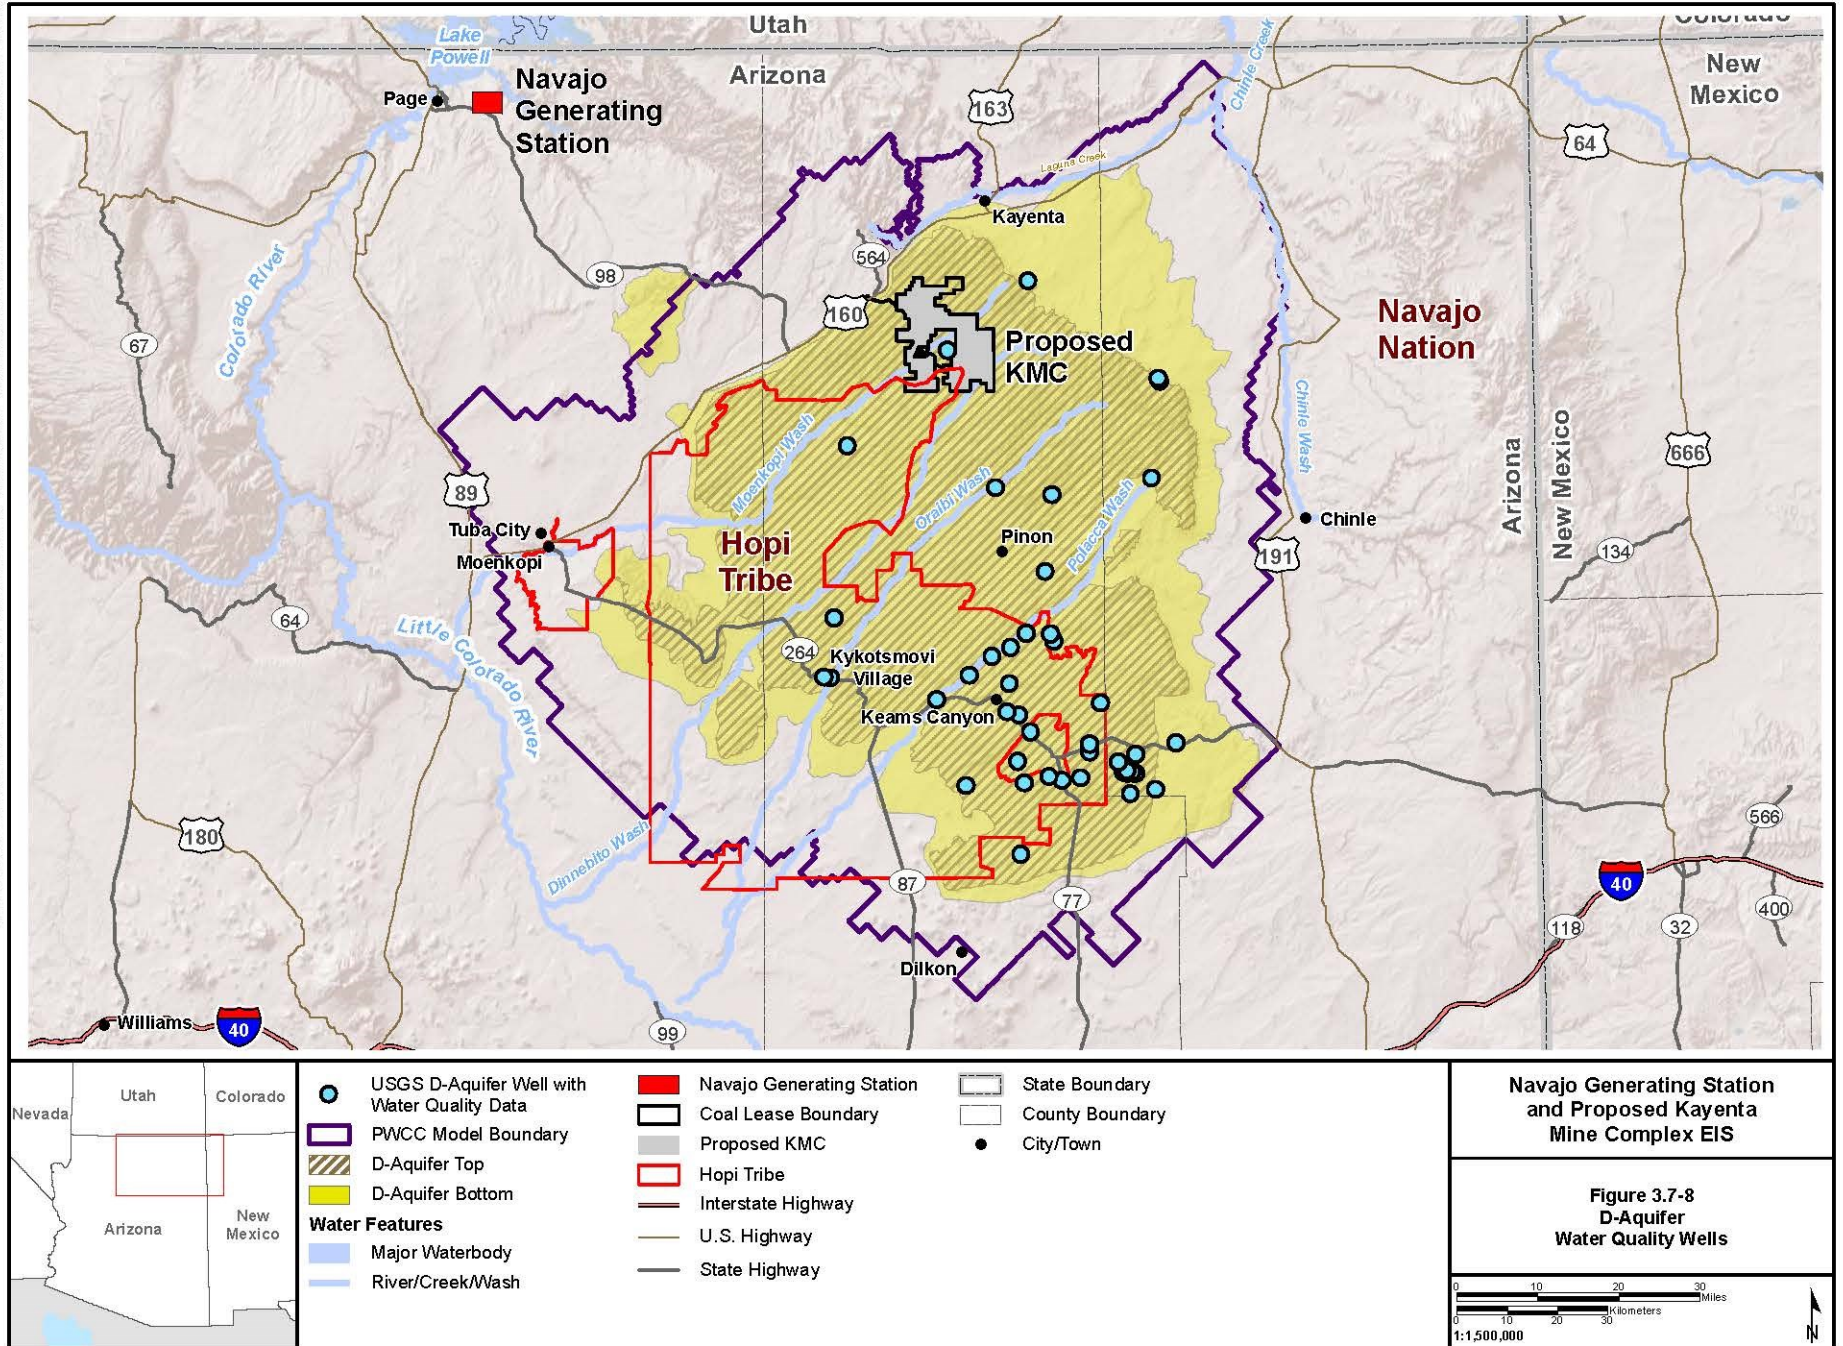 Utah
Colorado
Arizona
New
Mexico
Lake
Powell
Page
Navajo
Generating
Station
163
Chinle Creek
64
Laguna Creek
Kayenta
564
98
160
Colorado River
67
Proposed
KMC
Navajo
Nation
Moenkopi Wash
Oraibi Wash
Polacca Wash
Chinle Wash
Arizona
New Mexico
666
89
Tuba City
Moenkopi
Hopi
Tribe
Pinon
Chinle
191
134
64
Little Colorado River
264
Kykotsmovi
Village
Keams Canyon
180
Dinnebito Wash
87
77
566
40
400
118
32
Dilkon
Williams
40
99
Nevada
Utah
Colorado
Arizona
New
Mexico
USGS D-Aquifer Well with
Water Quality Data
PWCC Model Boundary
D-Aquifer Top
D-Aquifer Bottom
Water Features
Major Waterbody
River/Creek/Wash
Navajo Generating Station
Coal Lease Boundary
Proposed KMC
Hopi Tribe
Interstate Highway
U.S. Highway
State Highway
State Boundary
County Boundary
City/Town
Navajo Generating Station
and Proposed Kayenta
Mine Complex EIS
Figure 3.7-8
D-Aquifer
Water Quality Wells
0 10 20 30
Miles
Kilometers
0 10 20 30
1:1,500,000
N